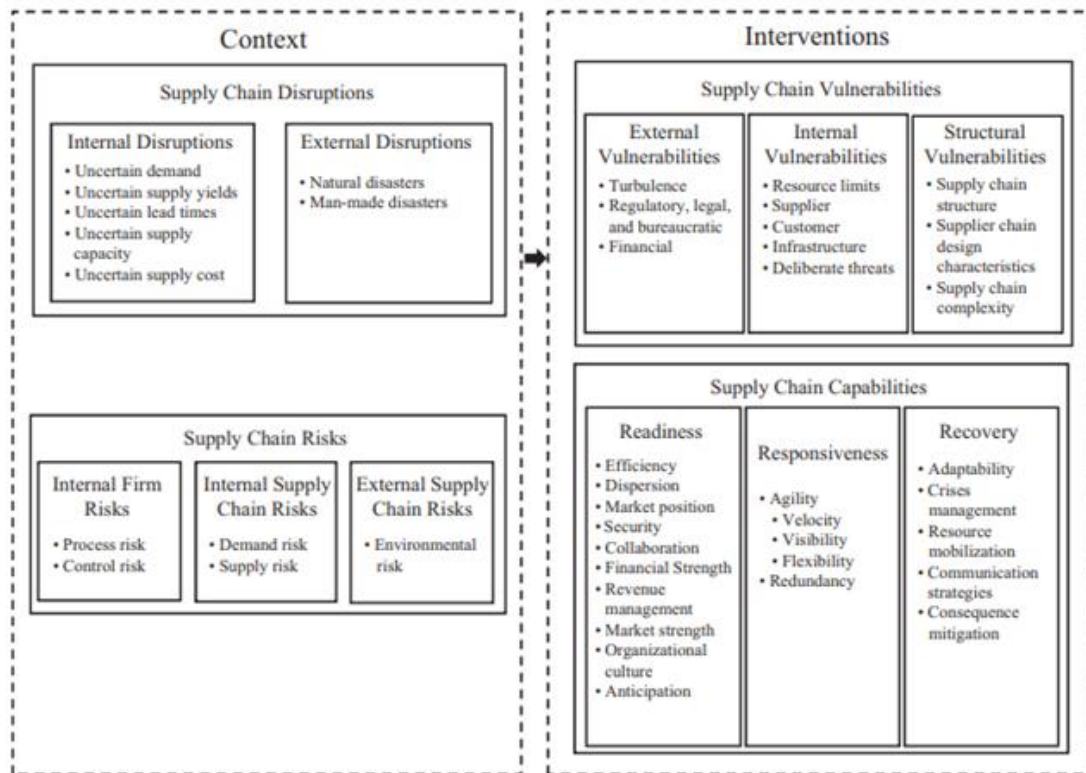 Context
Supply Chain Disruptions
Internal Disruptions
• Uncertain demand
• Uncertain supply yields
• Uncertain lead times
• Uncertain supply
capacity
• Uncertain supply cost
External Disruptions
• Natural disasters
• Man-made disasters
Supply Chain Risks
Internal Firm
Risks
• Process risk
• Control risk
Internal Supply
Chain Risks
• Demand risk
• Supply risk
External Supply
Chain Risks
• Environmental
risk
Interventions
Supply Chain Vulnerabilities
External
Vulnerabilities
• Turbulence
• Regulatory, legal,
and bureaucratic
• Financial
Internal
Vulnerabilities
• Resource limits
• Supplier
• Customer
• Infrastructure
• Deliberate threats
Structural
Vulnerabilities
• Supply chain
structure
• Supplier chain
design
characteristics
• Supply chain
complexity
Supply Chain Capabilities
Readiness
• Efficiency
• Dispersion
• Market position
• Security
• Collaboration
• Financial Strength
• Revenue
management
• Market strength
• Organizational
culture
• Anticipation
Responsiveness
• Agility
• Velocity
• Visibility
• Flexibility
• Redundancy
Recovery
• Adaptability
• Crises
management
• Resource
mobilization
• Communication
strategies
• Consequence
mitigation